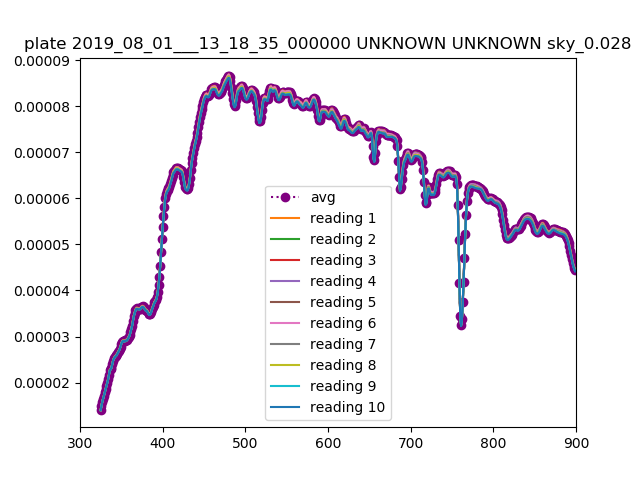 plate 2019_08_01___13_18_35_000000 UNKNOWN UNKNOWN sky_0.028
0.00009
0.00008
0.00007
0.00006
0.00005
0.00004
0.00003
0.00002
avg
reading 1
reading 2
reading 3
reading 4
reading 5
reading 6
reading 7
reading 8
reading 9
reading 10
300 400 500 600 700 800 900